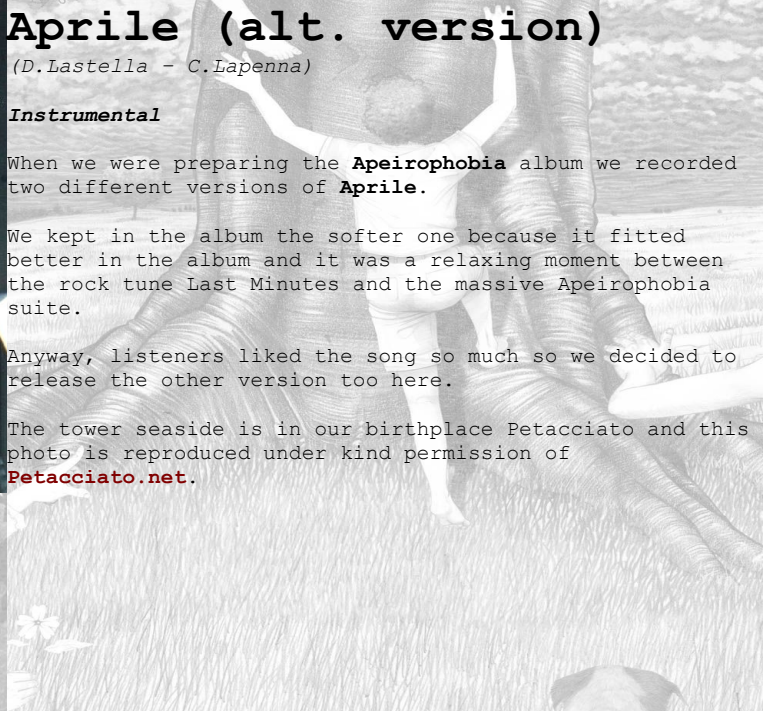 Aprile (alt. version)
(D.Lastella - C.Lapenna)
Instrumental
When we were preparing the Apeirophobia album we recorded
two different versions of Aprile.
We kept in the album the softer one because it fitted
better in the album and it was a relaxing moment between
the rock tune Last Minutes and the massive Apeirophobia
suite.
Anyway, listeners liked the song so much so we decided to
release the other version too here.
The tower seaside is in our birthplace Petacciato and this
photo is reproduced under kind permission of
Petacciato.net.